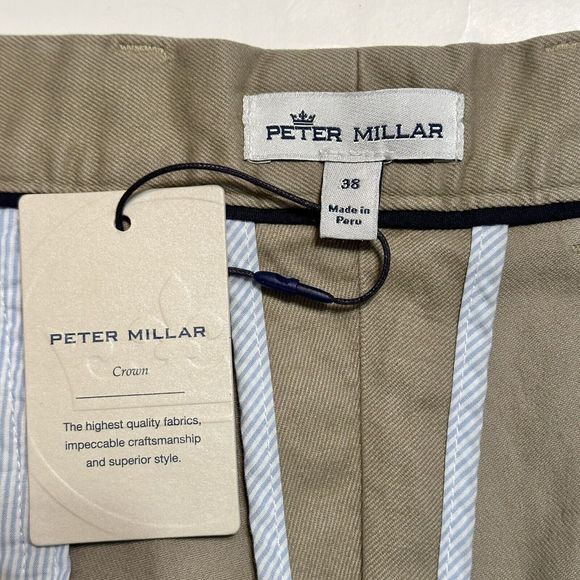 PETER MILLAR
38
Made in
Peru
PETER MILLAR
Crown
The highest quality fabrics,
impeccable craftsmanship
and superior style.